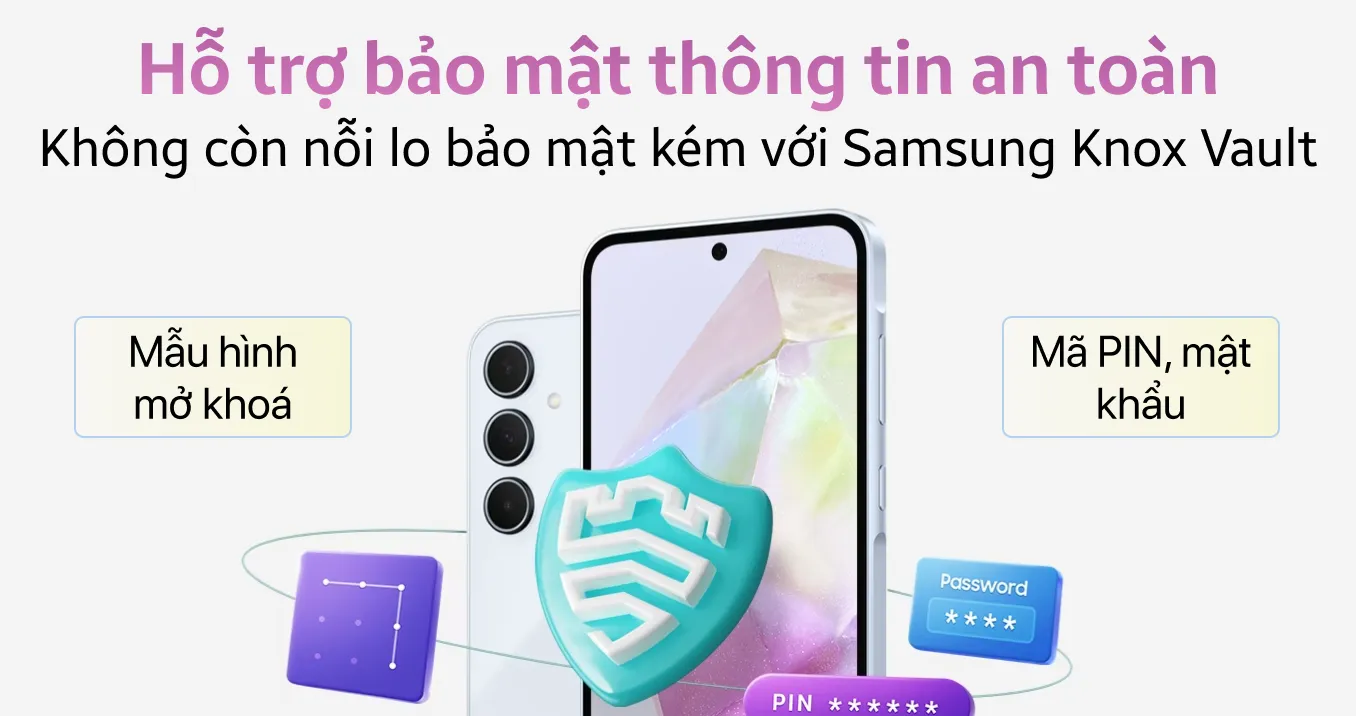 Hỗ trợ bảo mật thông tin an toàn
Không còn nỗi lo bảo mật kém với Samsung Knox Vault
Mẫu hình
mở khoá
Mã PIN, mật
khẩu
Password
****
PIN ******